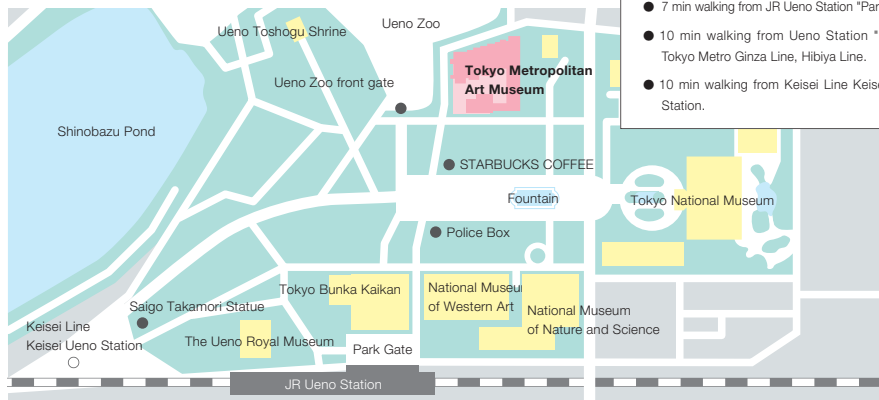 ● 7 min walking from JR Ueno Station "Par
● 10 min walking from Ueno Station "
Tokyo Metro Ginza Line, Hibiya Line.
● 10 min walking from Keisei Line Keise
Station.
Ueno Toshogu Shrine
Ueno Zoo
Ueno Zoo front gate
Tokyo Metropolitan
Art Museum
Shinobazu Pond
STARBUCKS COFFEE
Fountain
Tokyo National Museum
Police Box
Tokyo Bunka Kaikan
National Museum
of Western Art
National Museum
of Nature and Science
Saigo Takamori Statue
Keisei Line
Keisei Ueno Station
The Ueno Royal Museum
Park Gate
JR Ueno Station